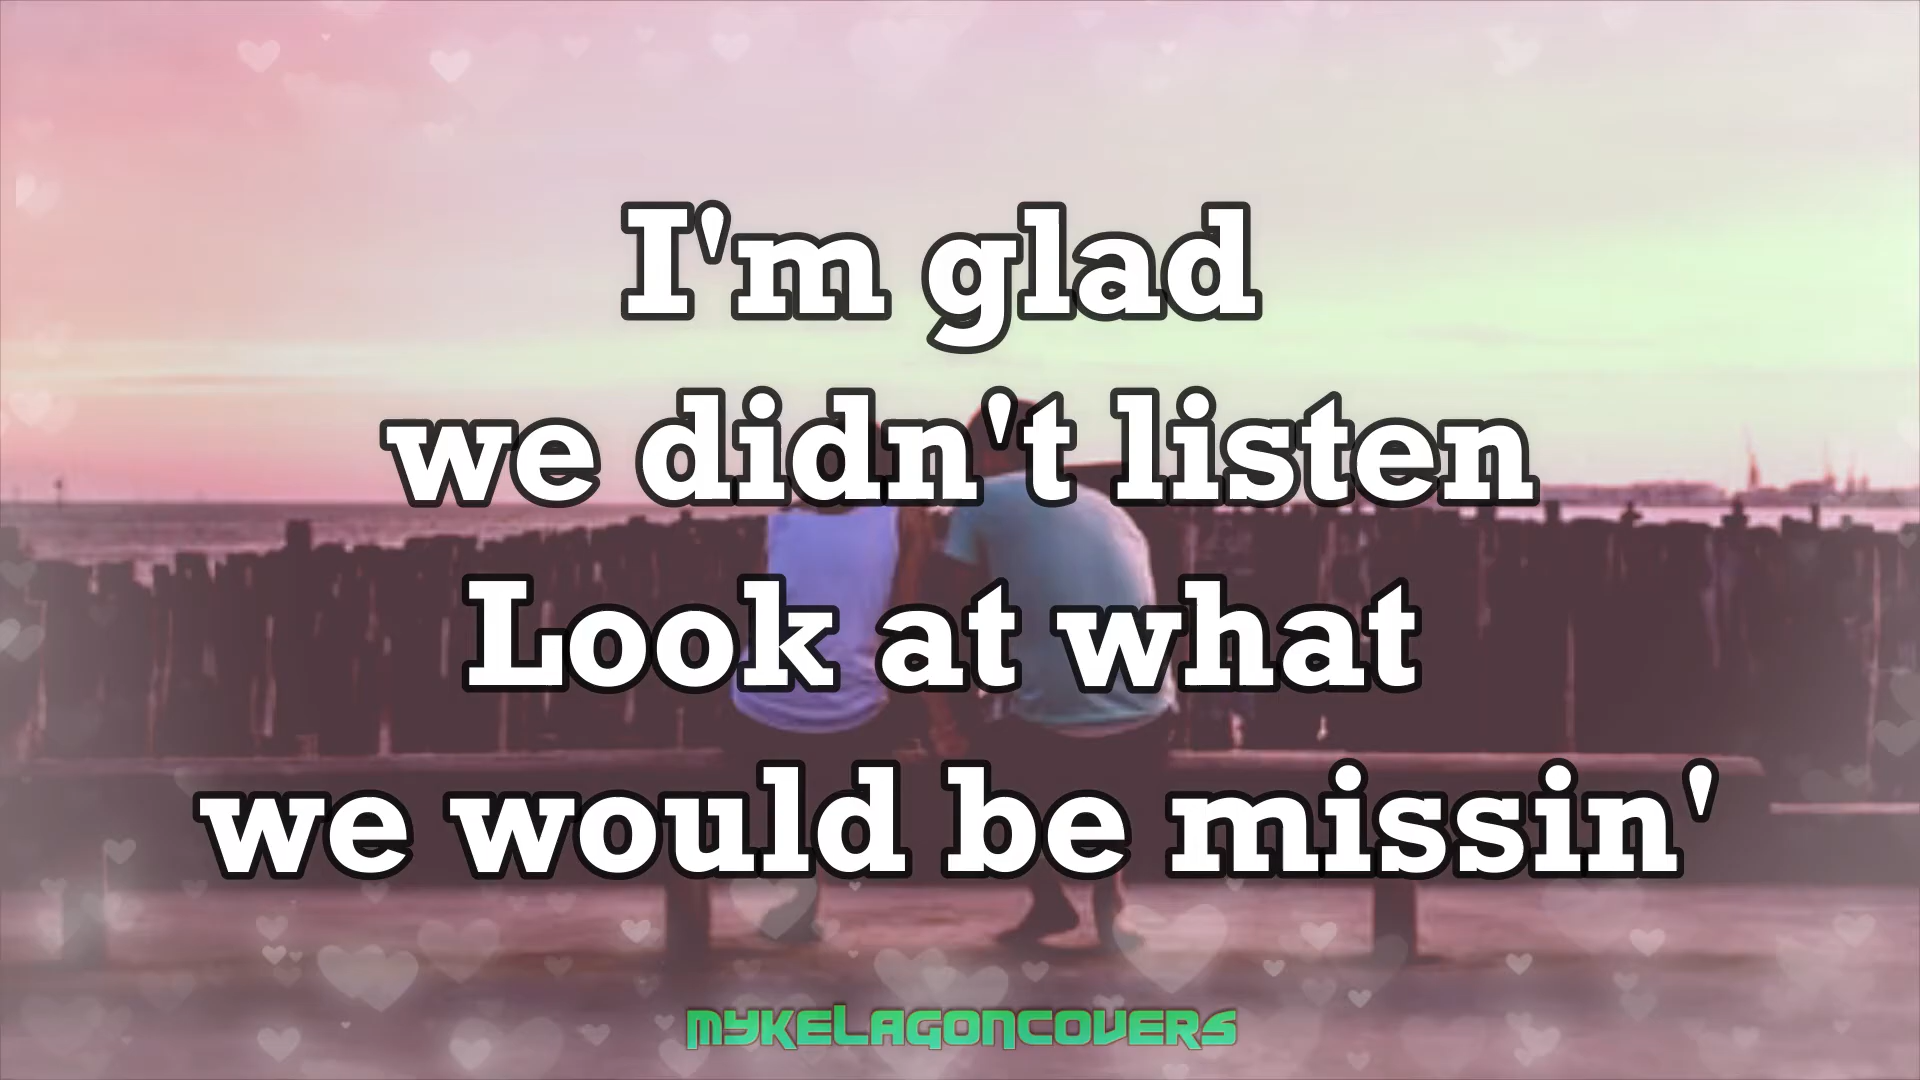 I'm glad
we didn't listen
Look at what
we would be missin'
MYKELAGONCOVERS